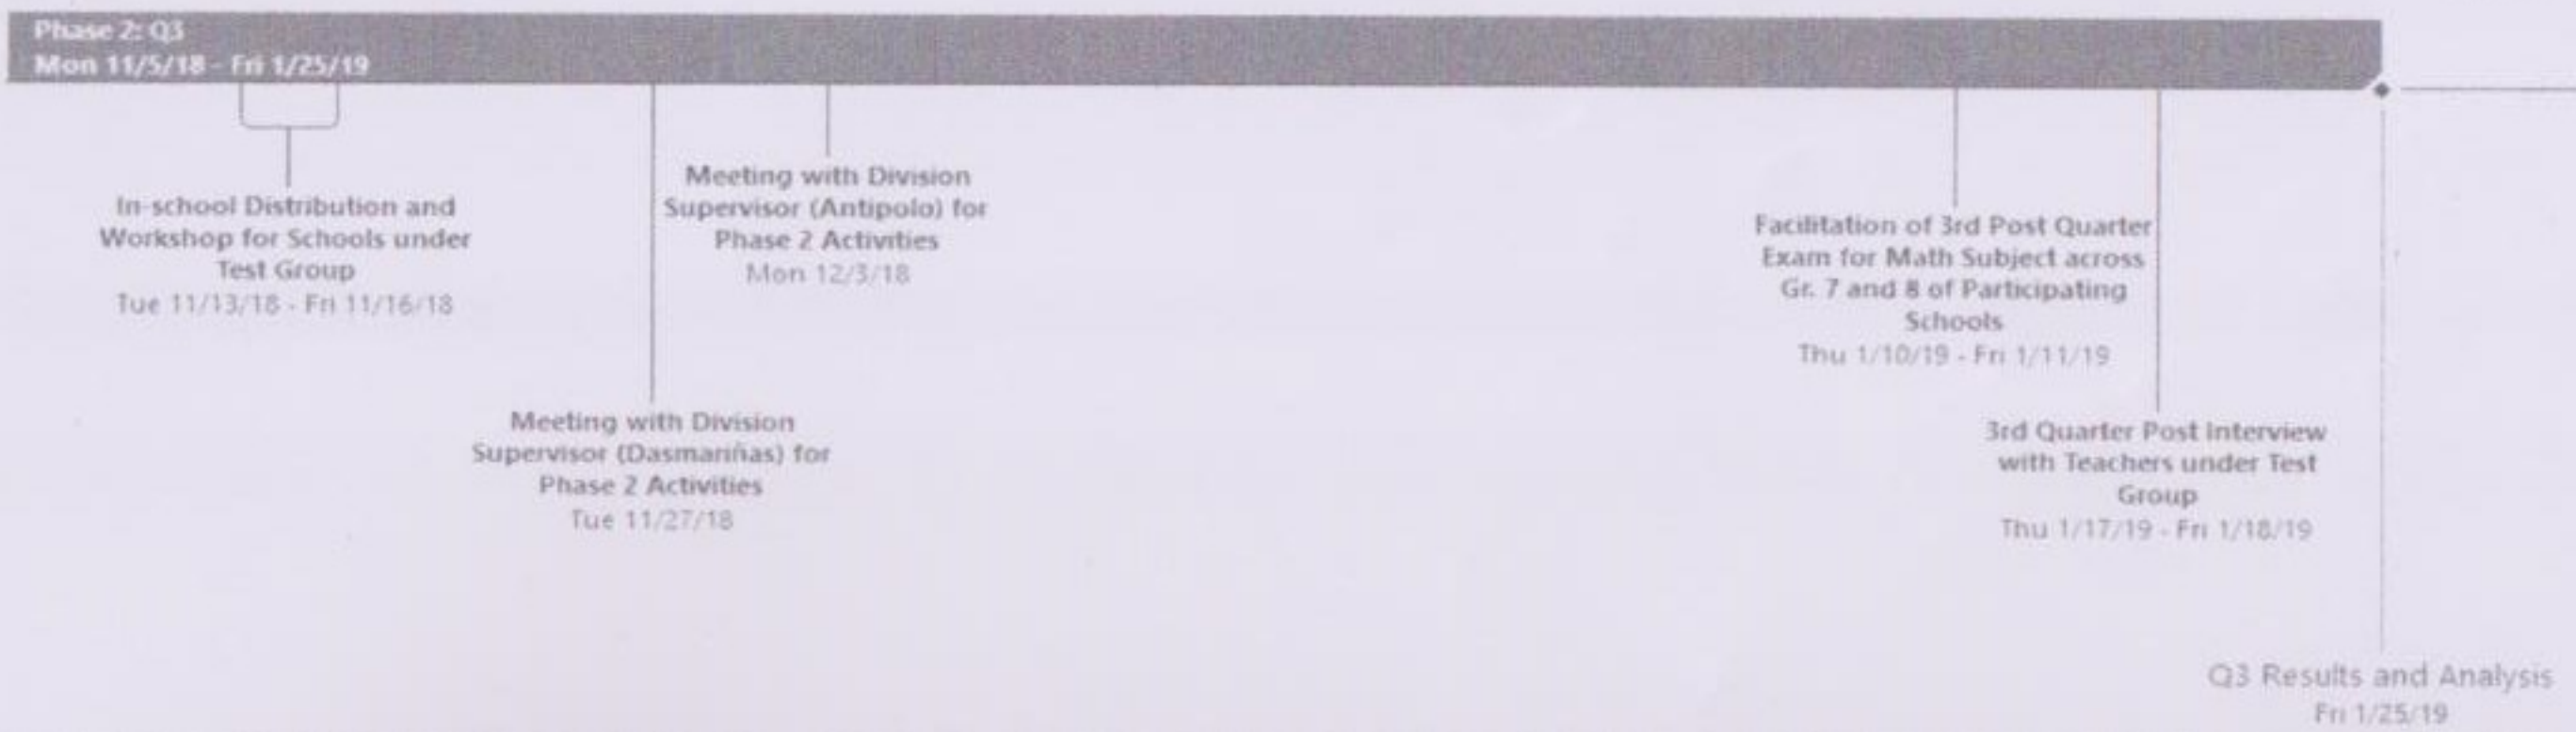 Phase 2: Q3
Mon 11/5/18 - Fri 1/25/19
In-school Distribution and
Workshop for Schools under
Test Group
Tue 11/13/18 - Fri 11/16/18
Meeting with Division
Supervisor (Dasmariñas) for
Phase 2 Activities
Tue 11/27/18
Meeting with Division
Supervisor (Antipolo) for
Phase 2 Activities
Mon 12/3/18
Facilitation of 3rd Post Quarter
Exam for Math Subject across
Gr. 7 and 8 of Participating
Schools
Thu 1/10/19 - Fri 1/11/19
3rd Quarter Post Interview
with Teachers under Test
Group
Thu 1/17/19 - Fri 1/18/19
Q3 Results and Analysis
Fri 1/25/19